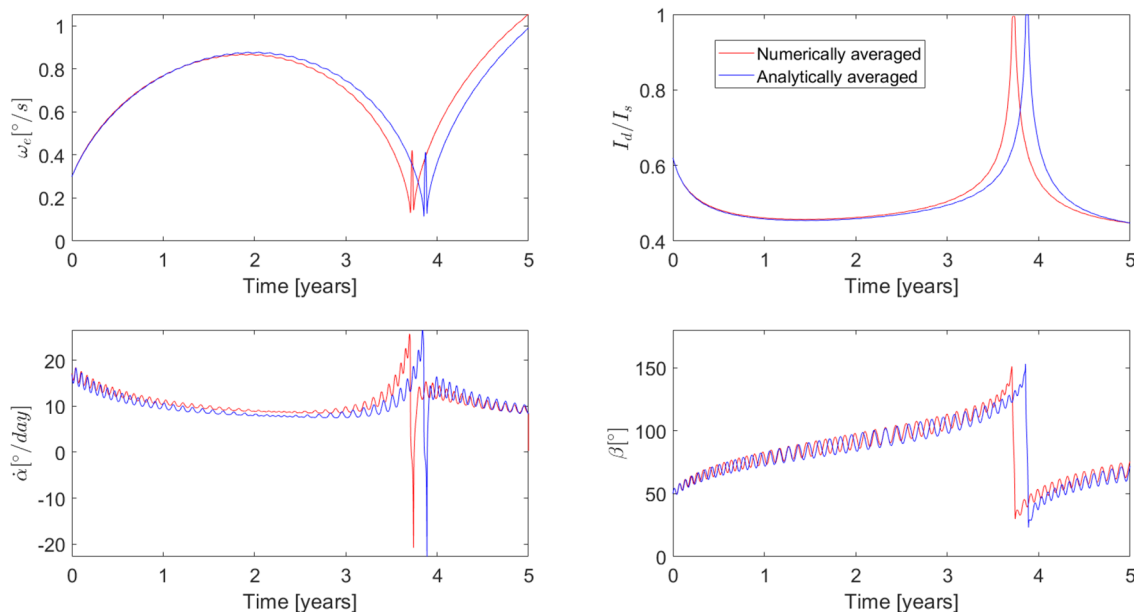 1
0.8
0.6
0.4
0.2
0
ωₑ[°/s]
0 1 2 3 4 5
Time [years]
1
0.8
0.6
0.4
I_d/I_s
Numerically averaged
Analytically averaged
0 1 2 3 4 5
Time [years]
20
10
0
-10
-20
α̇[°/day]
0 1 2 3 4 5
Time [years]
150
100
50
0
β[°]
0 1 2 3 4 5
Time [years]